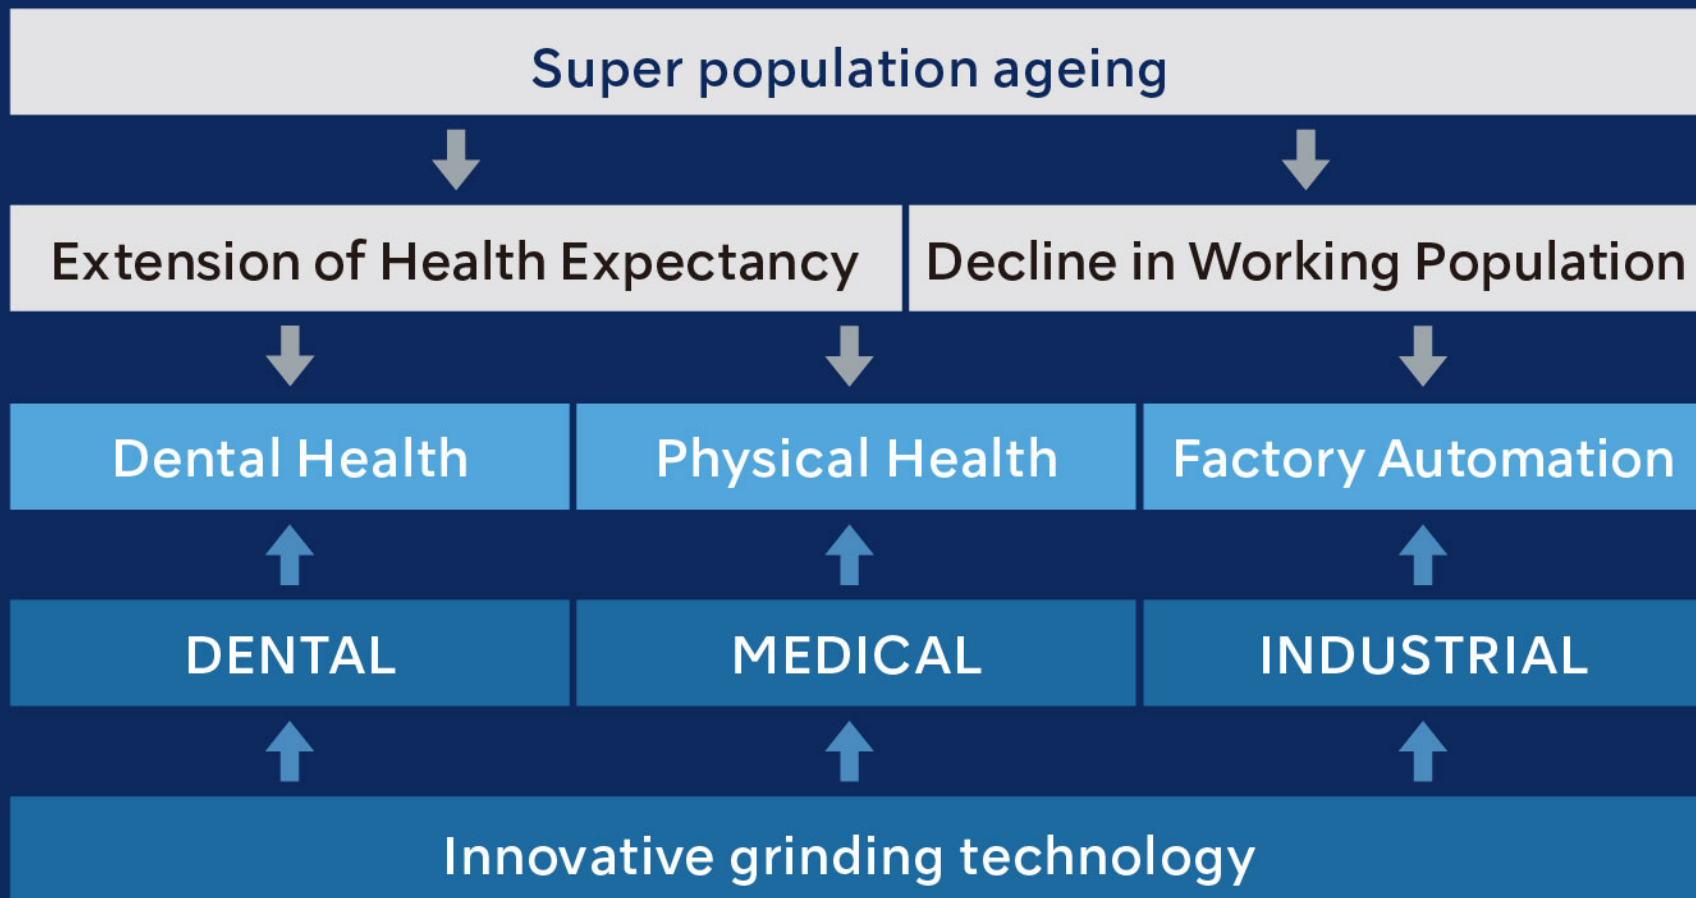 Super population ageing
Extension of Health Expectancy
Decline in Working Population
Dental Health
Physical Health
Factory Automation
DENTAL
MEDICAL
INDUSTRIAL
Innovative grinding technology